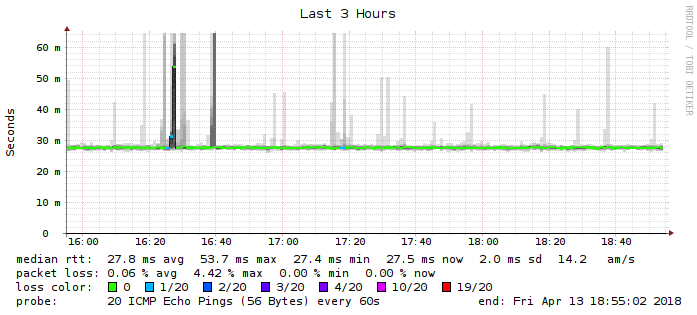 Last 3 Hours
RRDTOOL / TOBI OETIKER
Seconds
60 m
50 m
40 m
30 m
20 m
10 m
0
16:00 16:20 16:40 17:00 17:20 17:40 18:00 18:20 18:40
median rtt: 27.8 ms avg 53.7 ms max 27.4 ms min 27.5 ms now 2.0 ms sd 14.2 am/s
packet loss: 0.06 % avg 4.42 % max 0.00 % min 0.00 % now
loss color: 0 1/20 2/20 3/20 4/20 10/20 19/20
probe: 20 ICMP Echo Pings (56 Bytes) every 60s end: Fri Apr 13 18:55:02 2018